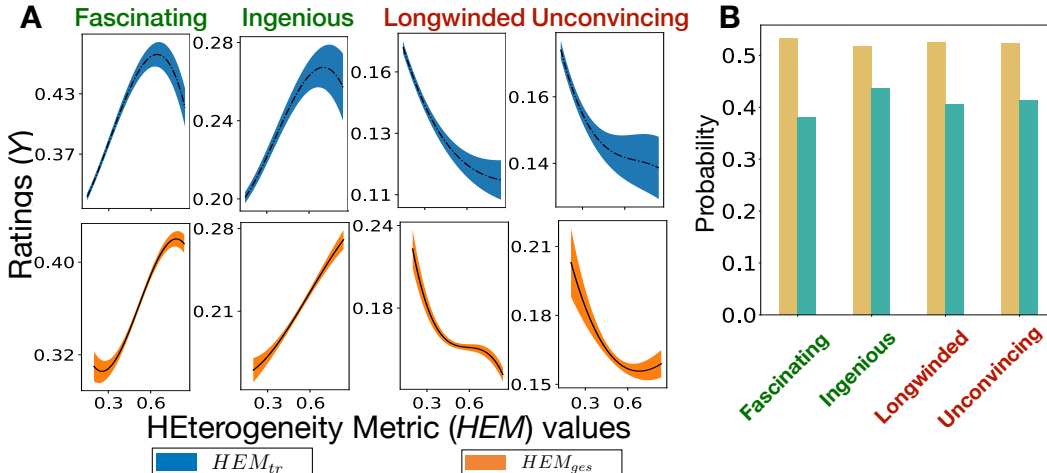 A
Fascinating
Ingenious
Longwinded
Unconvincing
B
Ratings (Y)
0.43
0.37
0.28
0.24
0.20
0.16
0.13
0.11
0.16
0.14
0.40
0.32
0.28
0.21
0.24
0.18
0.21
0.15
0.3
0.6
0.3
0.6
0.3
0.6
0.3
0.6
HEterogeneity Metric (HEM) values
HEM_tr
HEM_ges
Probability
0.5
0.4
0.3
0.2
0.1
0.0
Fascinating
Ingenious
Longwinded
Unconvincing